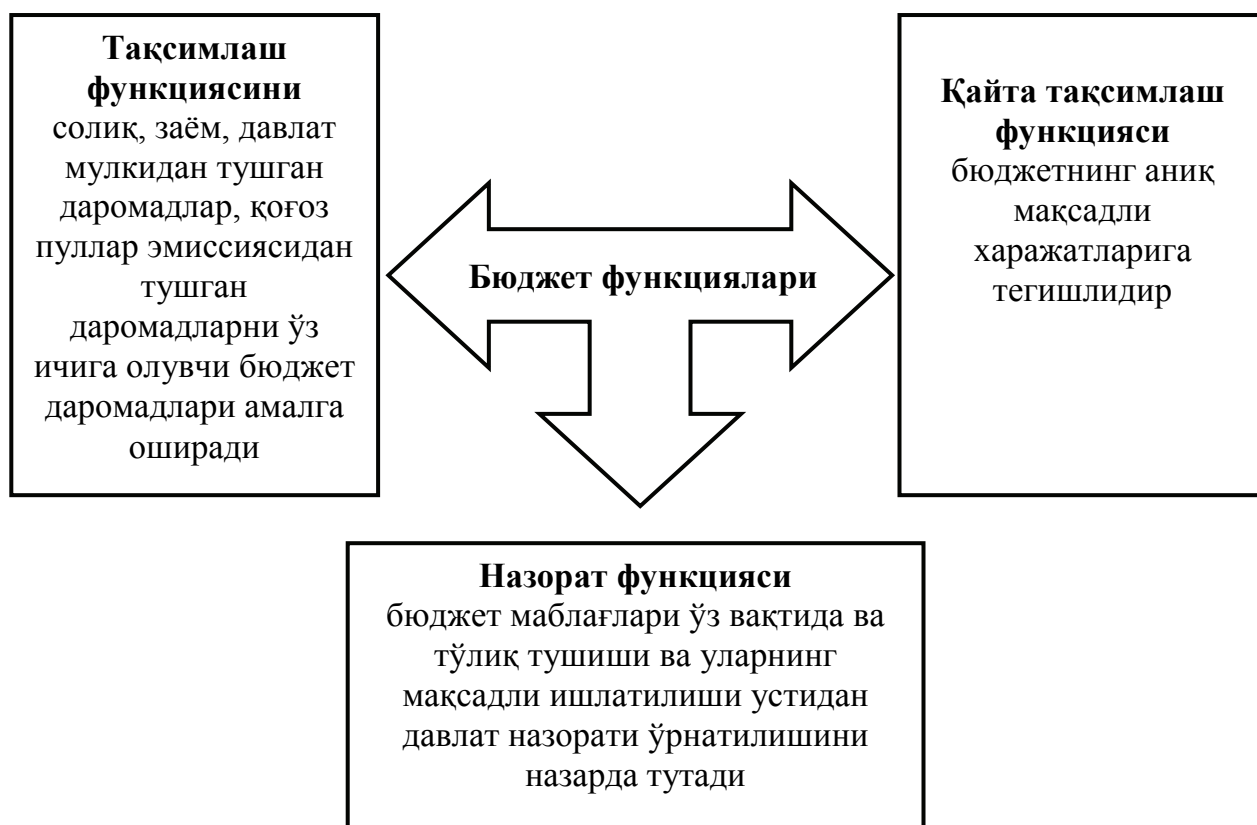 Тақсимлаш
функциясини
солиқ, заём, давлат
мулкидан тушган
даромадлар, қоғоз
пуллар эмиссиясидан
тушган
даромадларни ўз
ичига олувчи бюджет
даромадлари амалга
оширади
Бюджет функциялари
Қайта тақсимлаш
функцияси
бюджетнинг аниқ
мақсадли
харажатларига
тегишлидир
Назорат функцияси
бюджет маблағлари ўз вақтида ва
тўлиқ тушиши ва уларнинг
мақсадли ишлатилиши устидан
давлат назорати ўрнатилишини
назарда тутади